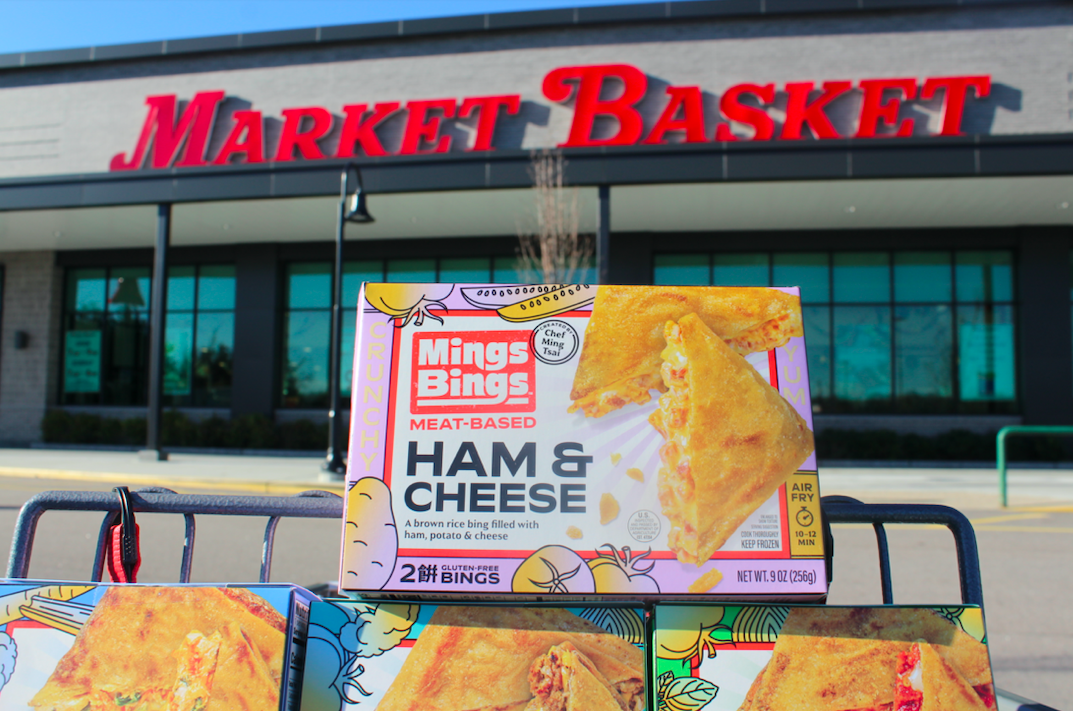 MARKET BASKET
CRUNCHY
Mings
Bings
CREATED BY
Chef
Ming
Tsai
YUM
MEAT-BASED
HAM &
CHEESE
A brown rice bing filled with
ham, potato & cheese
2餅 GLUTEN-FREE
BINGS
U.S.
AIR
FRY
10-12
MIN
COOK THOROUGHLY
KEEP FROZEN
NET WT. 9 OZ (256g)